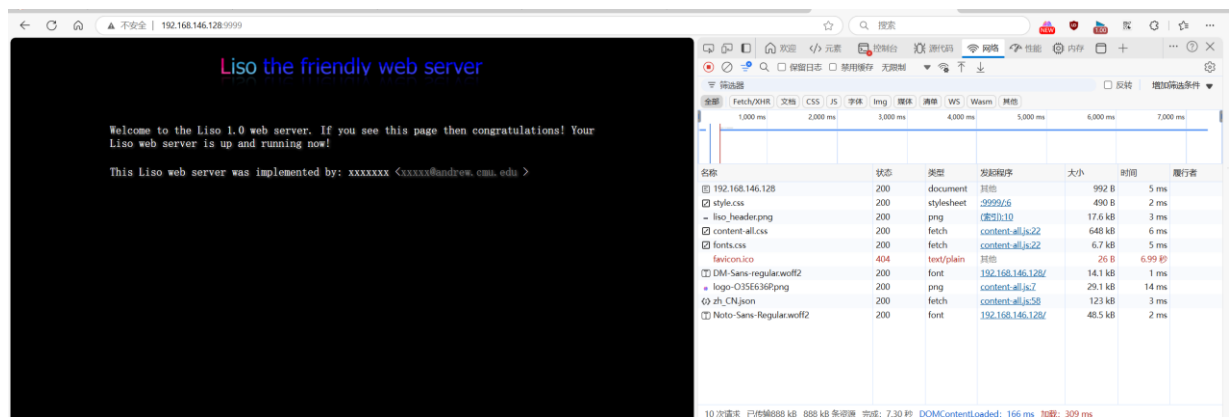 不安全 192.168.146.128:9999
搜索
NEW
1.00
Liso the friendly web server
Welcome to the Liso 1.0 web server. If you see this page then congratulations! Your
Liso web server is up and running now!
This Liso web server was implemented by: xxxxxxx <xxxxx@andrew.cmu.edu >
欢迎 </> 元素 控制台 源代码 网络 性能 内存
保留日志 禁用缓存 无限制
筛选器 反转 增加筛选条件
全部 Fetch/XHR 文档 CSS JS 字体 Img 媒体 清单 WS Wasm 其他
1,000 ms 2,000 ms 3,000 ms 4,000 ms 5,000 ms 6,000 ms 7,000 ms
名称 状态 类型 发起程序 大小 时间 履行者
192.168.146.128 200 document 其他 992 B 5 ms
style.css 200 stylesheet :9999/:6 490 B 2 ms
liso_header.png 200 png (索引):10 17.6 kB 3 ms
content-all.css 200 fetch content-all.js:22 648 kB 6 ms
fonts.css 200 fetch content-all.js:22 6.7 kB 5 ms
favicon.ico 404 text/plain 其他 26 B 6.99 秒
DM-Sans-regular.woff2 200 font 192.168.146.128/ 14.1 kB 1 ms
logo-O35E636P.png 200 png content-all.js:7 29.1 kB 14 ms
zh_CN.json 200 fetch content-all.js:58 123 kB 3 ms
Noto-Sans-Regular.woff2 200 font 192.168.146.128/ 48.5 kB 2 ms
10 次请求 已传输888 kB 888 kB 条资源 完成: 7.30 秒 DOMContentLoaded: 166 ms 加载: 309 ms